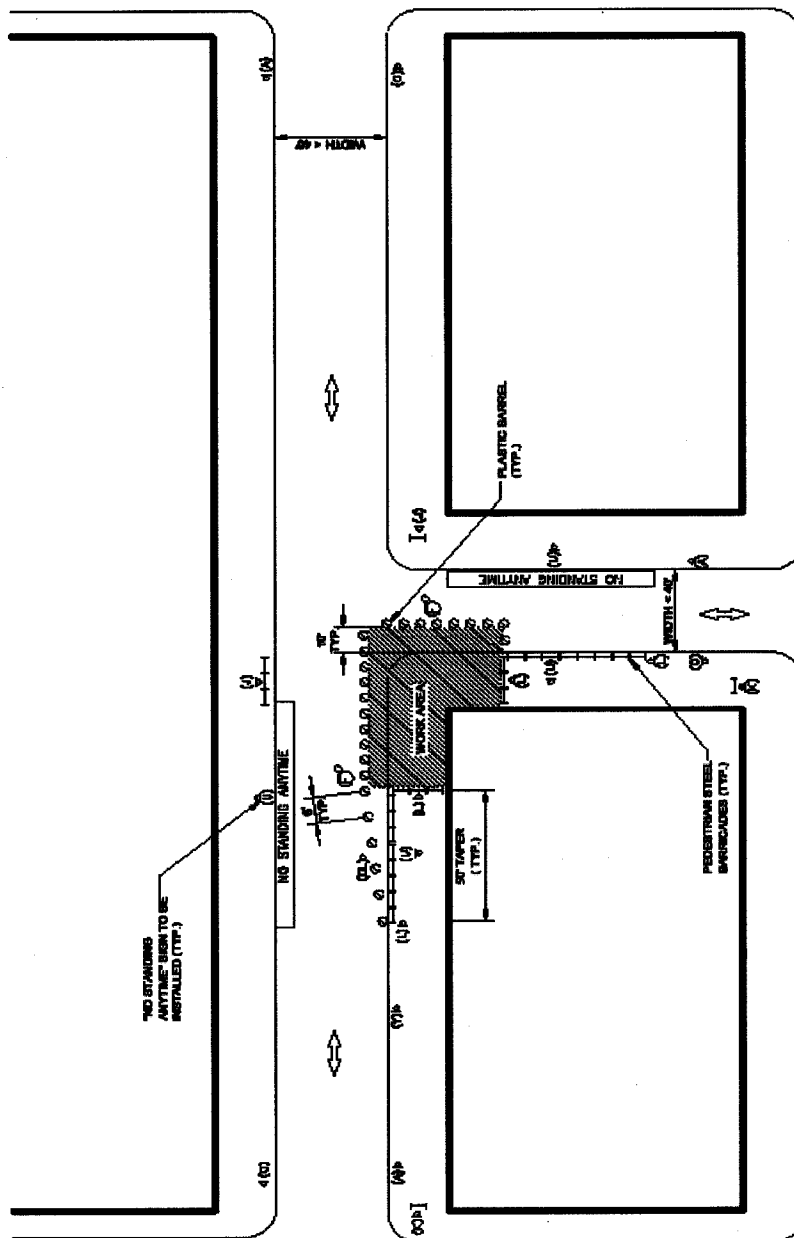 (A)
WIDTH < 40'
PLASTIC BARREL
(TYP.)
(J)
(U)
NO STANDING ANYTIME
(A)
WIDTH < 40'
10'
TYP.
WORK AREA
(L)
(U)
(L)
(K)
PEDESTRIAN STEEL
BARRICADES (TYP.)
(J)
NO STANDING ANYTIME
(U)
6'
TYP.
(L)
50' TAPER
(TYP.)
(U)
(L)
"NO STANDING
ANYTIME" SIGN TO BE
INSTALLED (TYP.)
(A)